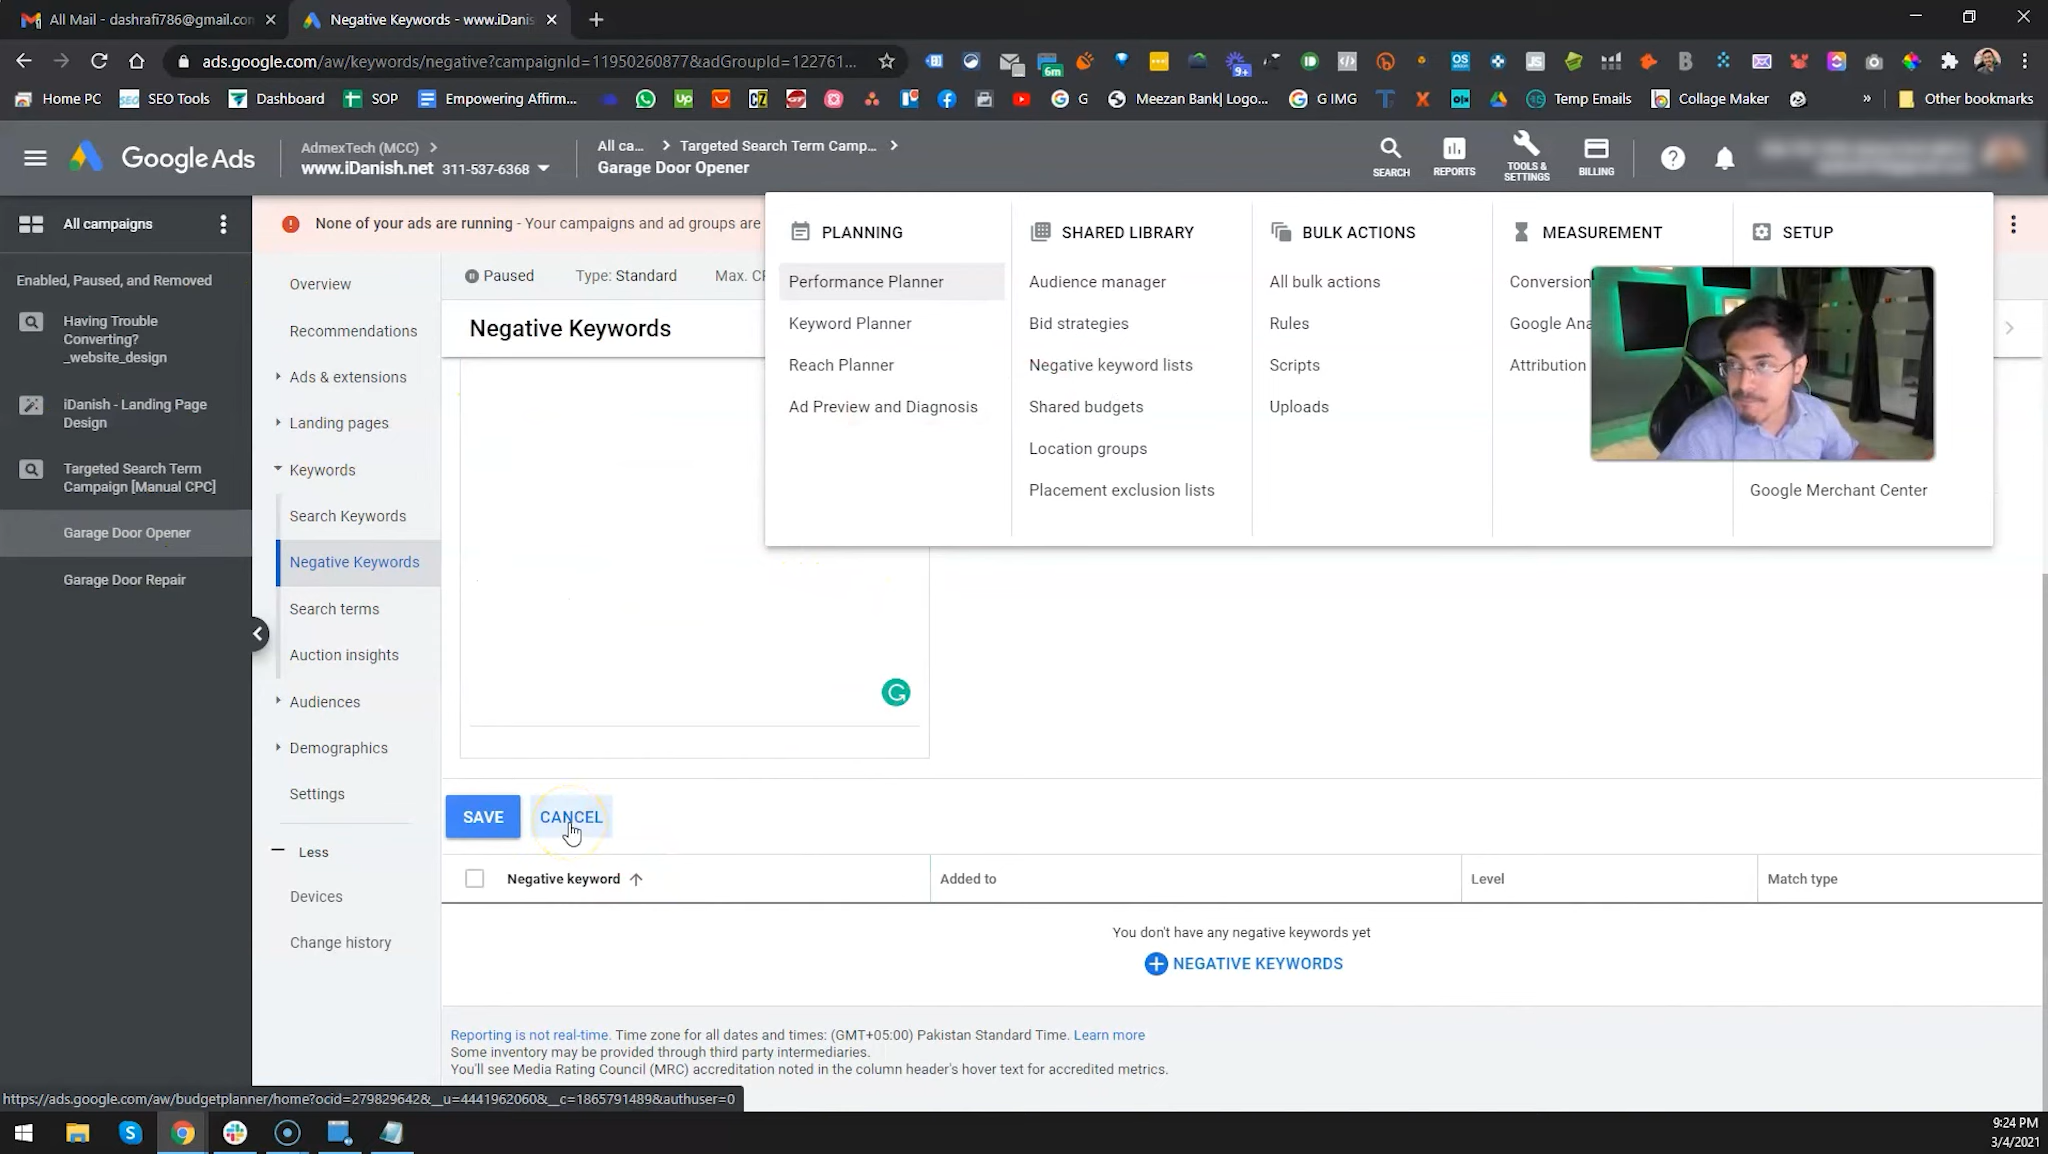 All Mail - dashrafi786@gmail.con
Negative Keywords - www.iDanis
ads.google.com/aw/keywords/negative?campaignId=11950260877&adGroupId=122761...
6m
9+
Home PC
SEO Tools
Dashboard
SOP
Empowering Affirm...
G
Meezan Bank| Logo...
G IMG
Temp Emails
Collage Maker
»
Other bookmarks
Google Ads
AdmexTech (MCC)
www.iDanish.net 311-537-6368
All ca...
Targeted Search Term Camp...
Garage Door Opener
SEARCH
REPORTS
TOOLS &
SETTINGS
BILLING
All campaigns
None of your ads are running - Your campaigns and ad groups are
Enabled, Paused, and Removed
Having Trouble
Converting?
_website_design
iDanish - Landing Page
Design
Targeted Search Term
Campaign [Manual CPC]
Garage Door Opener
Garage Door Repair
Overview
Recommendations
Ads & extensions
Landing pages
Keywords
Search Keywords
Negative Keywords
Search terms
Auction insights
Audiences
Demographics
Settings
Less
Devices
Change history
Paused
Type: Standard
Max. CF
Negative Keywords
PLANNING
Performance Planner
Keyword Planner
Reach Planner
Ad Preview and Diagnosis
SHARED LIBRARY
Audience manager
Bid strategies
Negative keyword lists
Shared budgets
Location groups
Placement exclusion lists
BULK ACTIONS
All bulk actions
Rules
Scripts
Uploads
MEASUREMENT
Conversion
Google Ana
Attribution
SETUP
Google Merchant Center
SAVE
CANCEL
Negative keyword
Added to
Level
Match type
You don't have any negative keywords yet
NEGATIVE KEYWORDS
Reporting is not real-time. Time zone for all dates and times: (GMT+05:00) Pakistan Standard Time. Learn more
Some inventory may be provided through third party intermediaries.
You'll see Media Rating Council (MRC) accreditation noted in the column header's hover text for accredited metrics.
https://ads.google.com/aw/budgetplanner/home?ocid=279829642&__u=4441962060&__c=1865791489&authuser=0
9:24 PM
3/4/2021